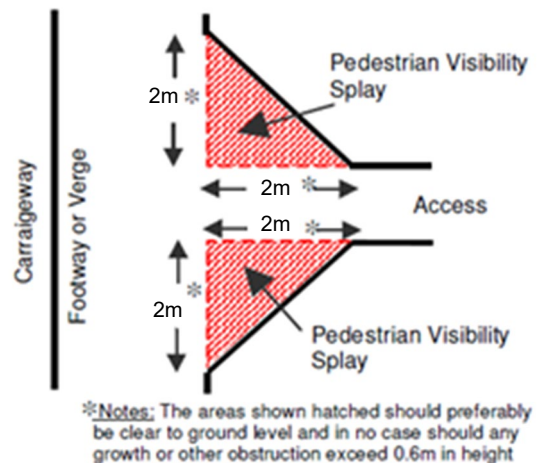 Pedestrian Visibility
Splay
2m *
2m *
Access
2m *
2m *
Carraigeway
Footway or Verge
Pedestrian Visibility
Splay
*Notes: The areas shown hatched should preferably
be clear to ground level and in no case should any
growth or other obstruction exceed 0.6m in height